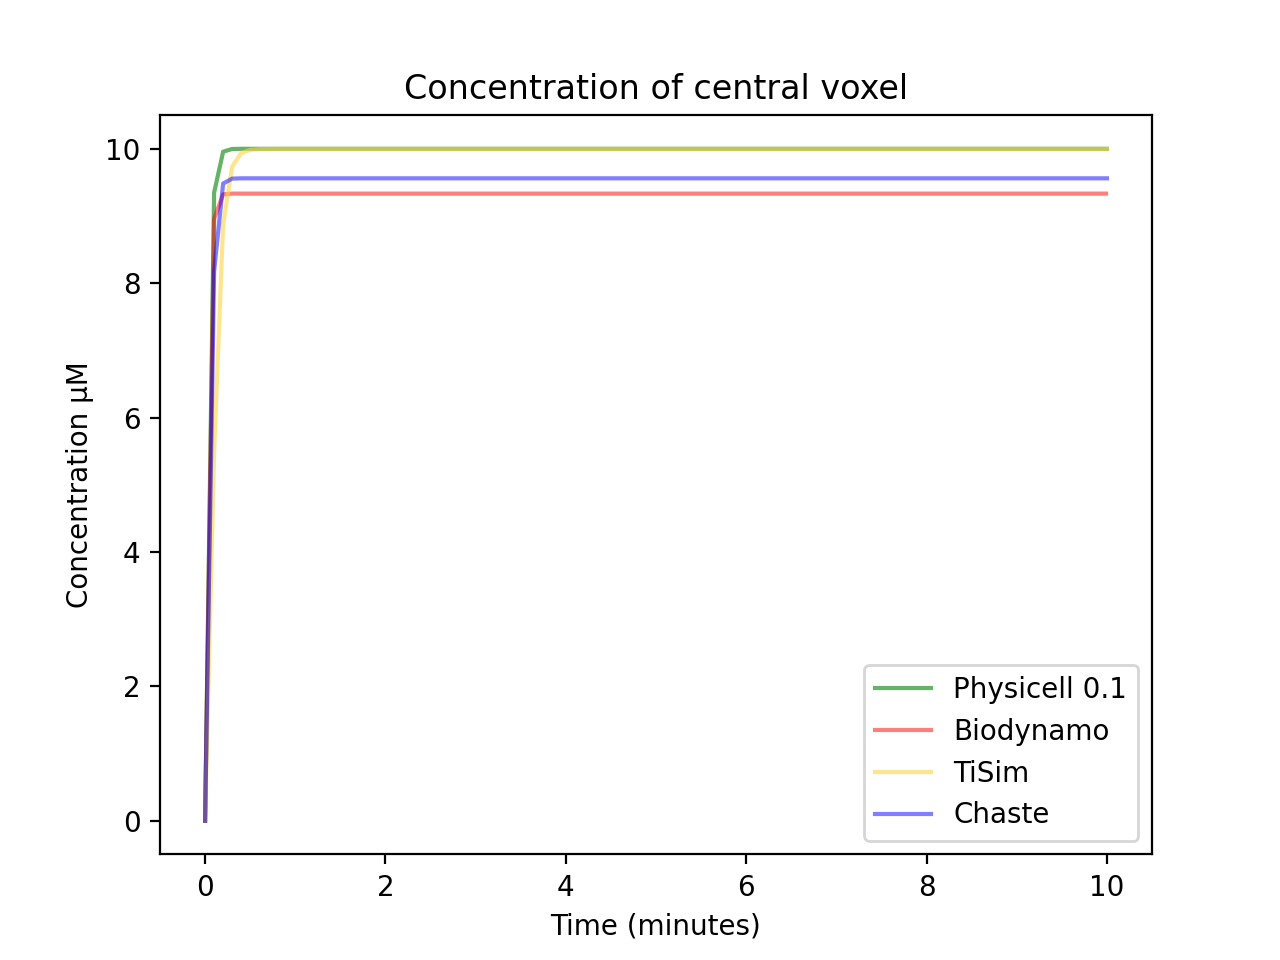 Concentration of central voxel
10
8
6
4
2
0
Concentration µM
0 2 4 6 8 10
Time (minutes)
Physicell 0.1
Biodynamo
TiSim
Chaste